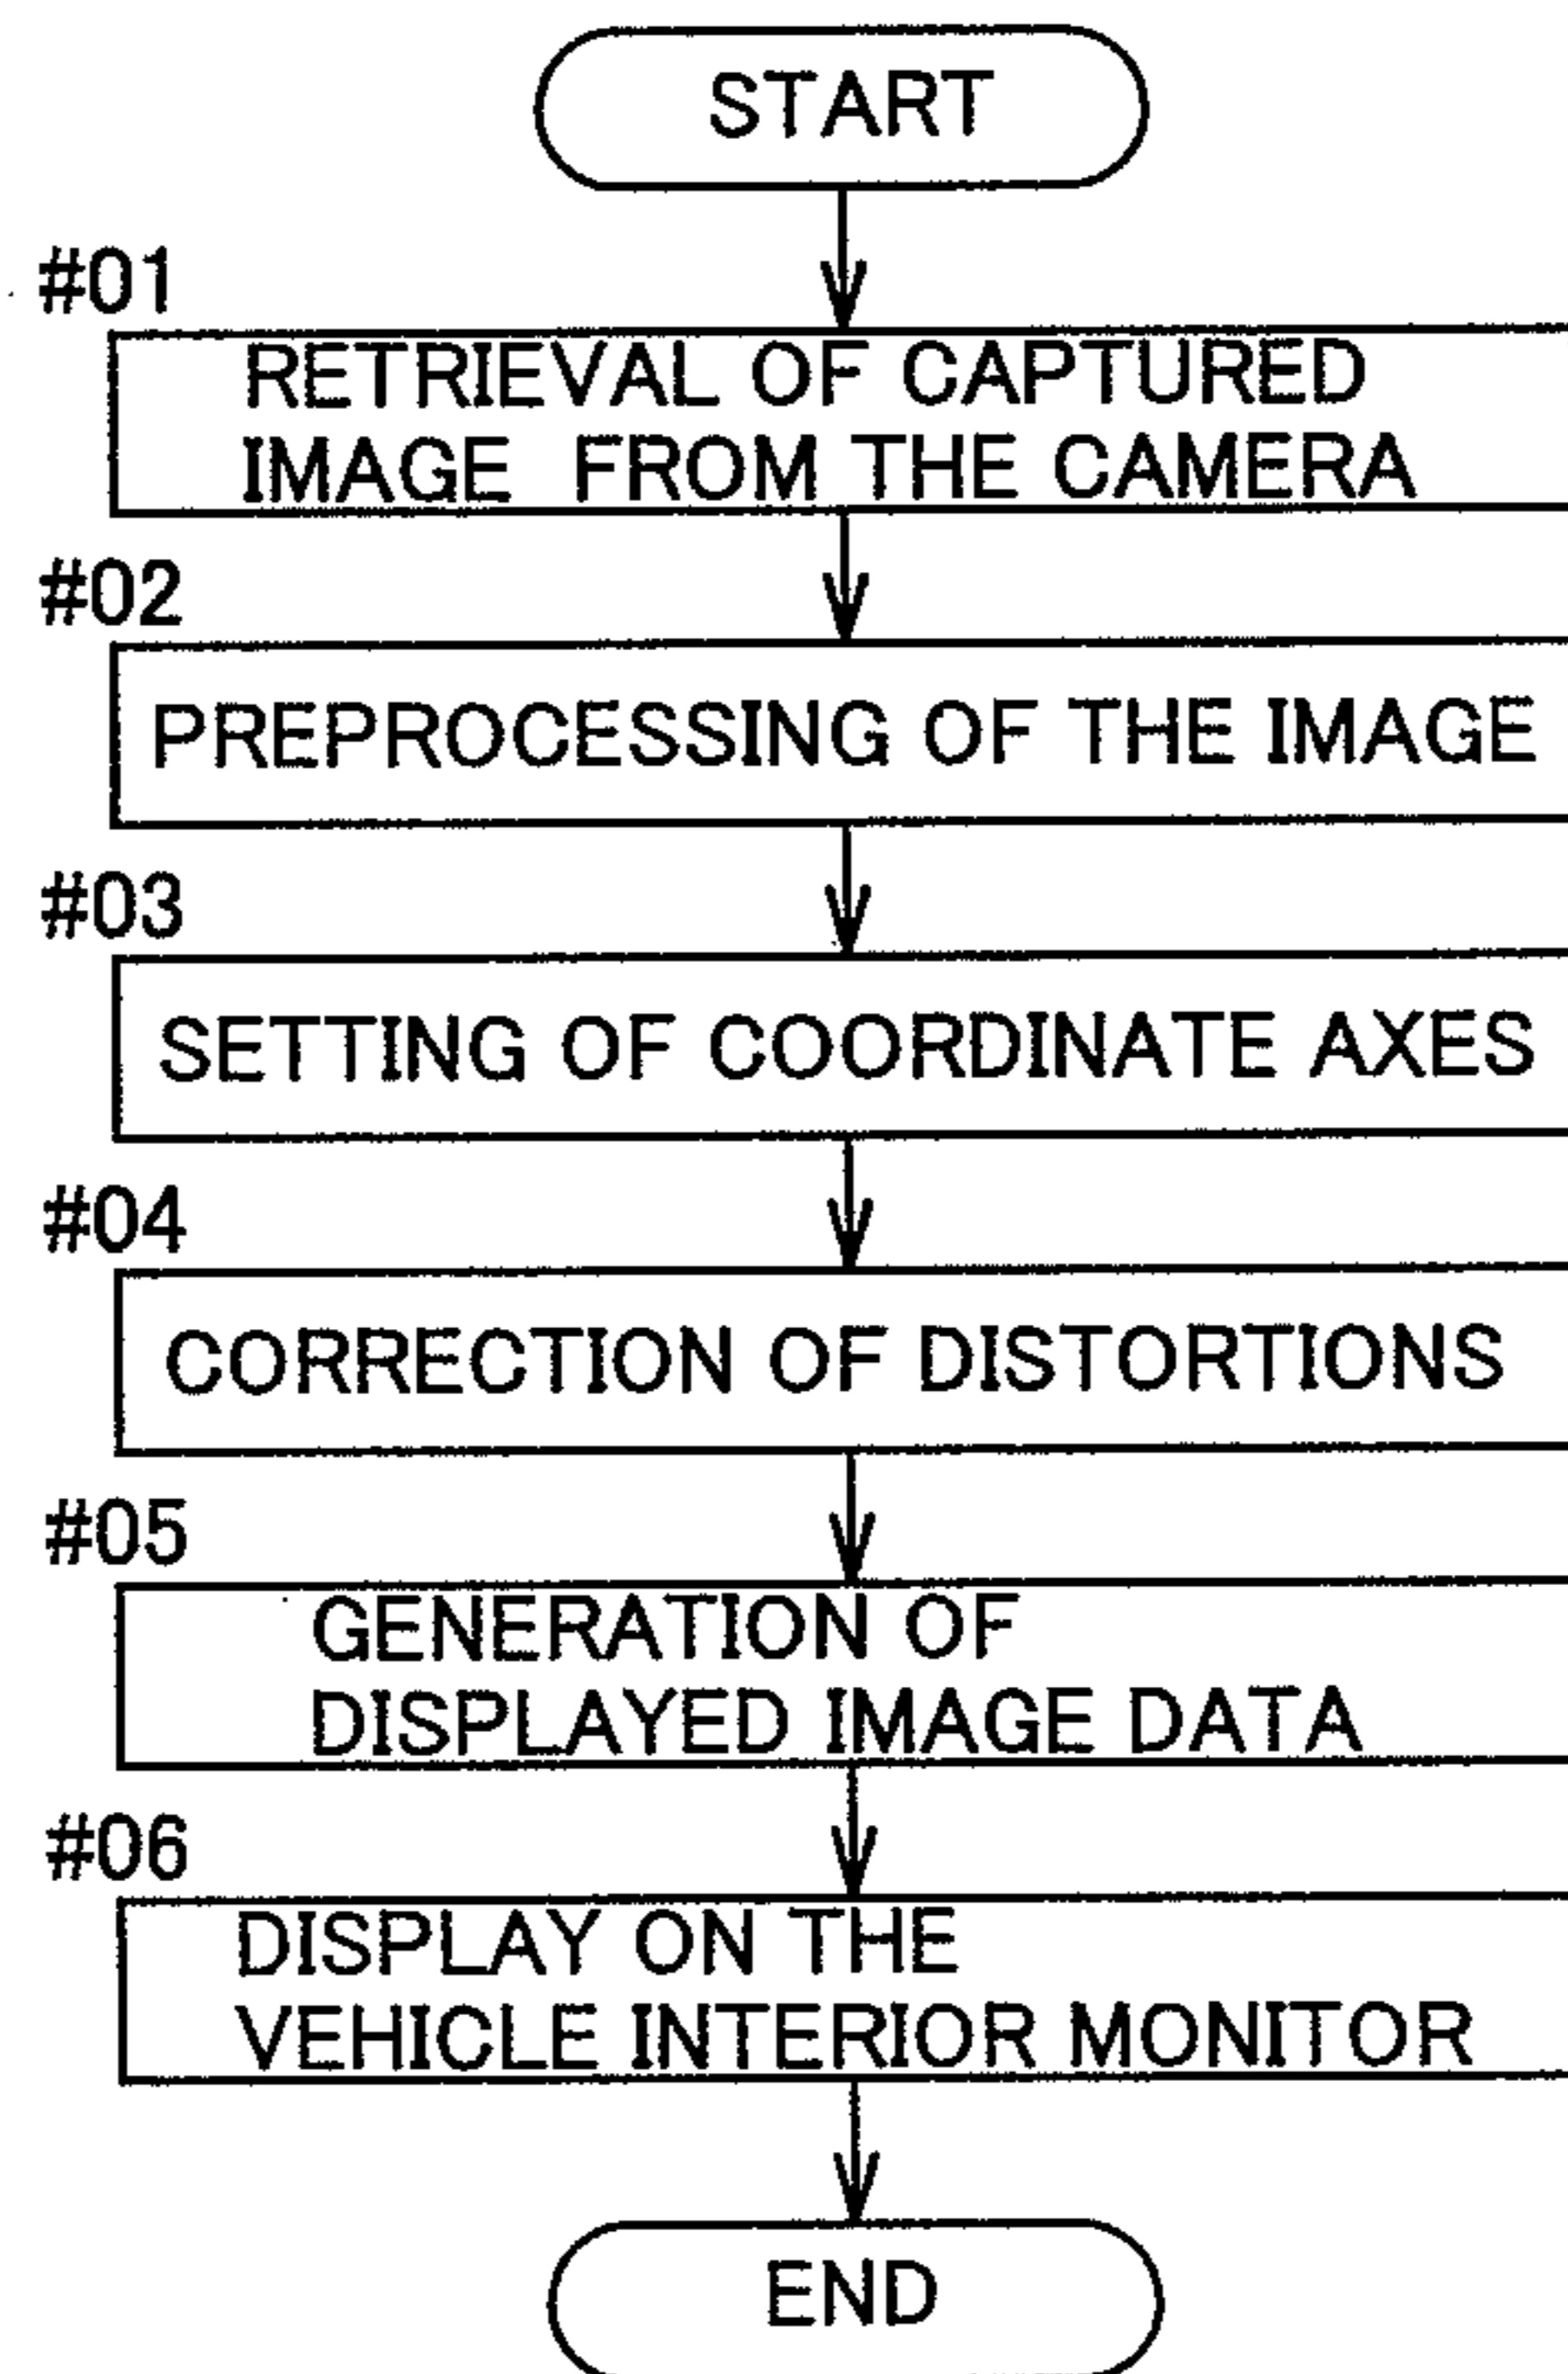 START
#01
RETRIEVAL OF CAPTURED
IMAGE FROM THE CAMERA
#02
PREPROCESSING OF THE IMAGE
#03
SETTING OF COORDINATE AXES
#04
CORRECTION OF DISTORTIONS
#05
GENERATION OF
DISPLAYED IMAGE DATA
#06
DISPLAY ON THE
VEHICLE INTERIOR MONITOR
END